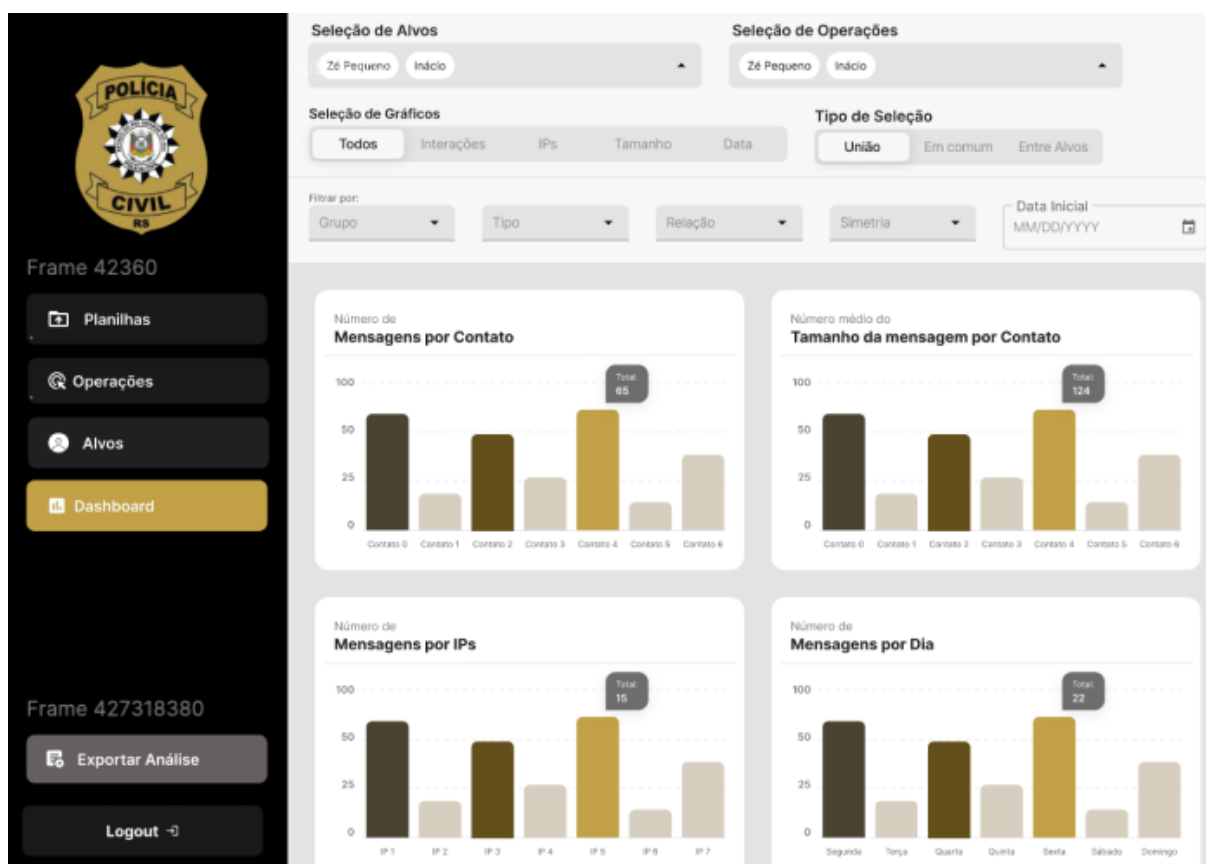 POLÍCIA
CIVIL
RS
Frame 42360
Planilhas
Operações
Alvos
Dashboard
Frame 427318380
Exportar Análise
Logout
Seleção de Alvos
Zé Pequeno Inácio
Seleção de Operações
Zé Pequeno Inácio
Seleção de Gráficos
Todos Interações IPs Tamanho Data
Tipo de Seleção
União Em comum Entre Alvos
Filtrar por:
Grupo Tipo Relação Simetria
Data Inicial
MM/DD/YYYY
Número de
Mensagens por Contato
Total:
65
100
50
25
0
Contato 0 Contato 1 Contato 2 Contato 3 Contato 4 Contato 5 Contato 6
Número médio do
Tamanho da mensagem por Contato
Total:
124
100
50
25
0
Contato 0 Contato 1 Contato 2 Contato 3 Contato 4 Contato 5 Contato 6
Número de
Mensagens por IPs
Total:
15
100
50
25
0
IP 1 IP 2 IP 3 IP 4 IP 5 IP 6 IP 7
Número de
Mensagens por Dia
Total:
22
100
50
25
0
Segunda Terça Quarta Quinta Sexta Sábado Domingo